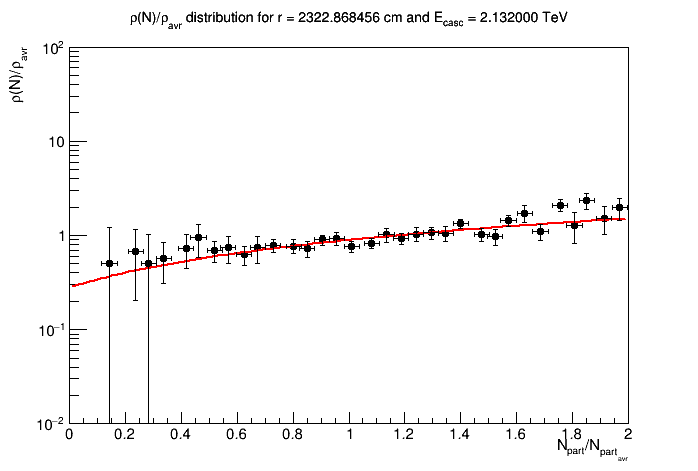 ρ(N)/ρavr distribution for r = 2322.868456 cm and Ecasc = 2.132000 TeV
ρ(N)/ρavr
10²
10
1
10⁻¹
10⁻²
0 0.2 0.4 0.6 0.8 1 1.2 1.4 1.6 1.8 2
Npart/Npartavr